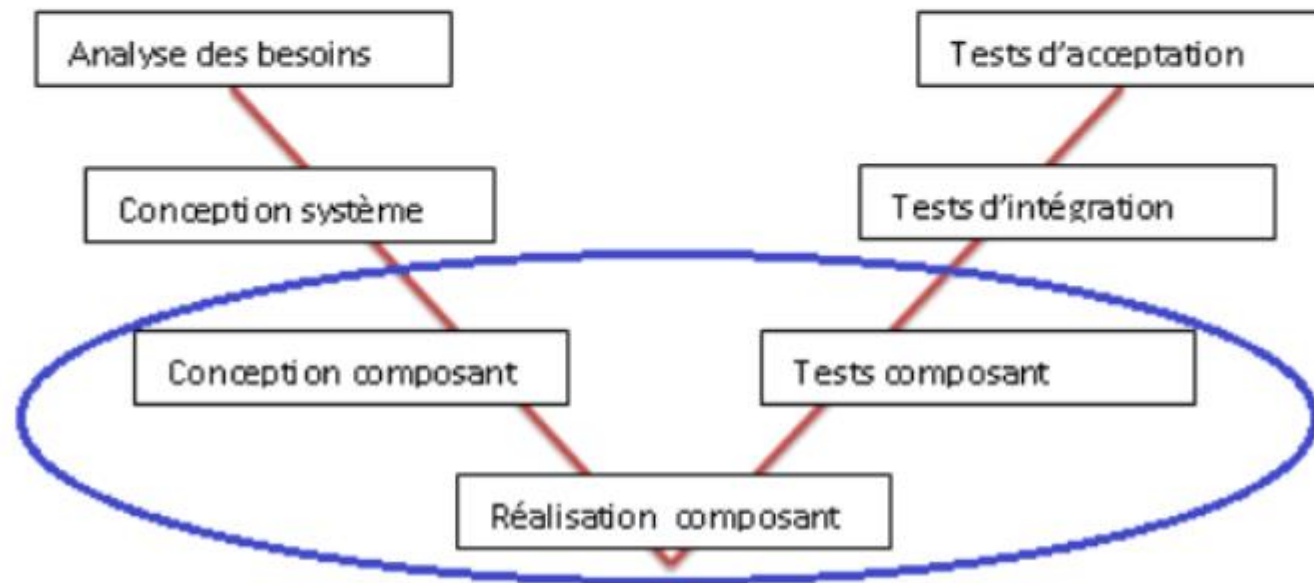 Analyse des besoins
Tests d'acceptation
Conception système
Tests d'intégration
Conception composant
Tests composant
Réalisation composant